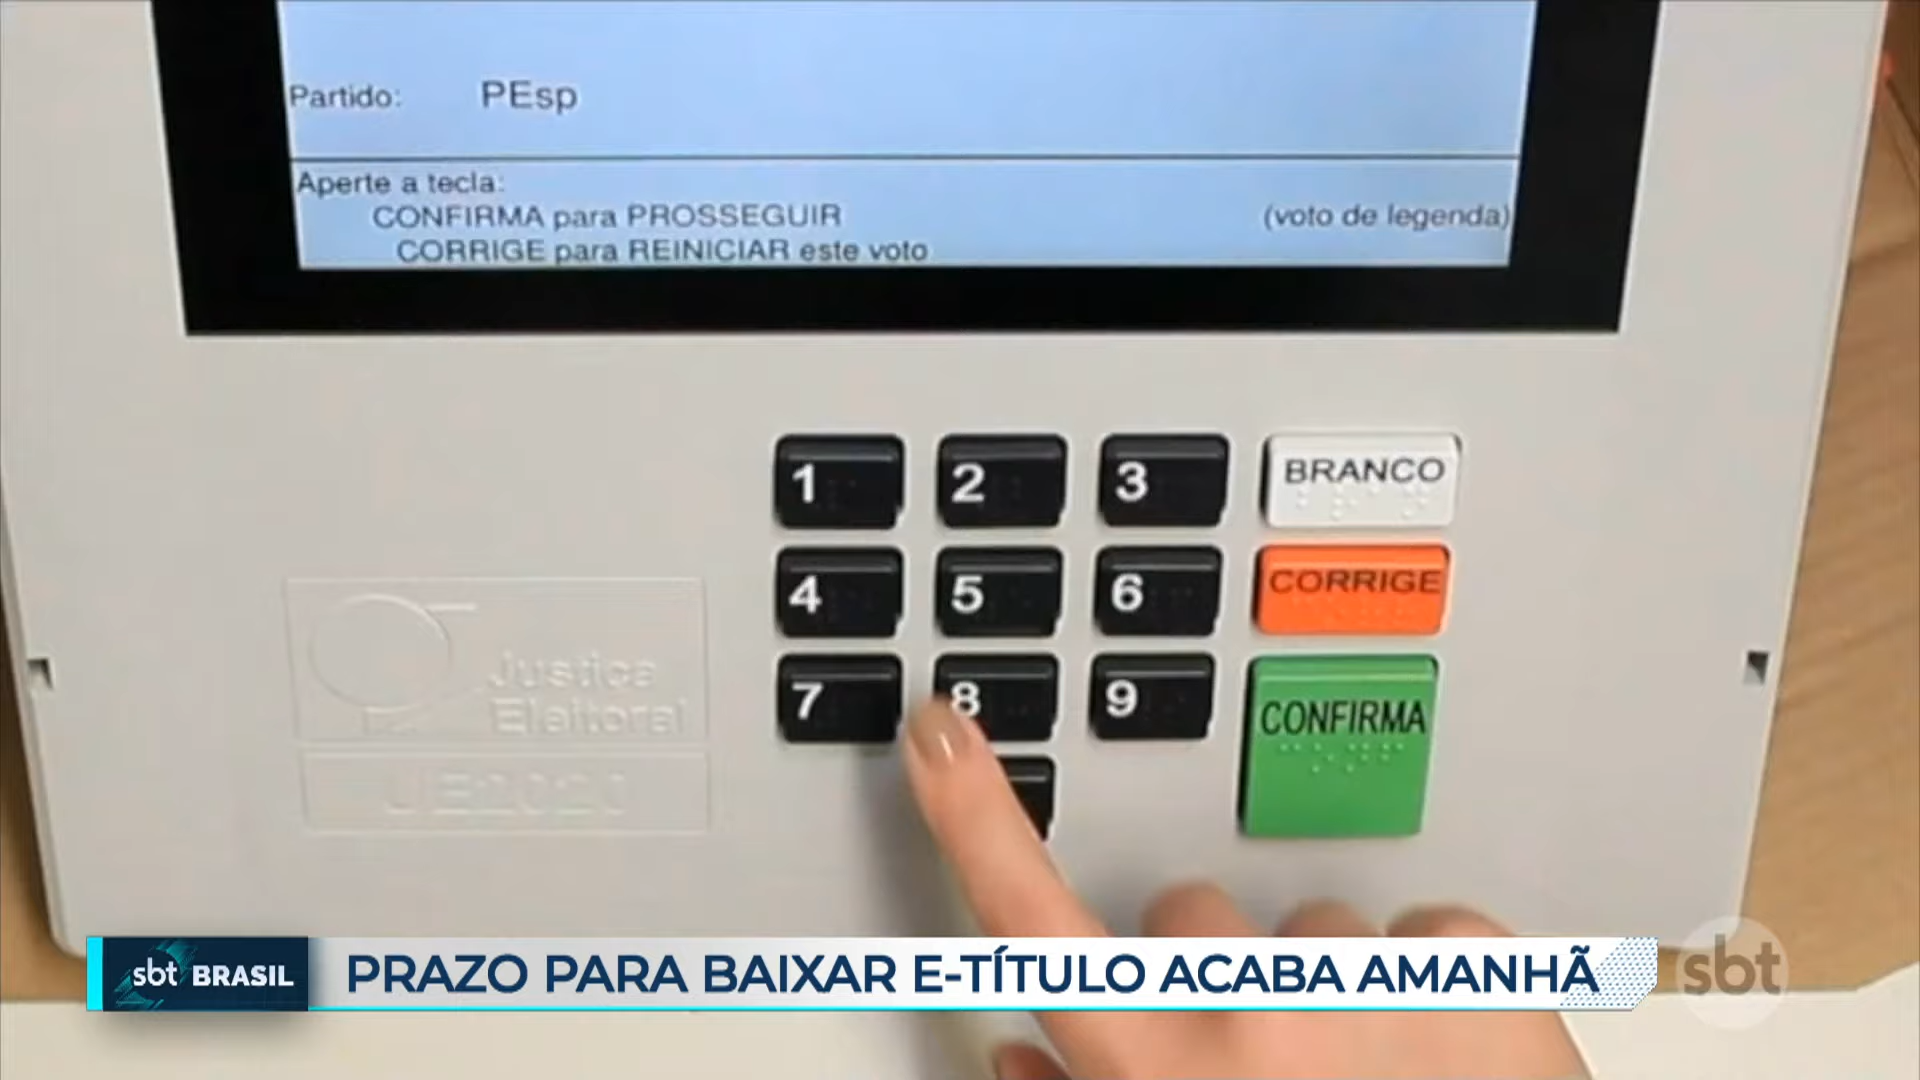 Partido: PEsp
Aperte a tecla:
CONFIRMA para PROSSEGUIR (voto de legenda)
CORRIGE para REINICIAR este voto
1 2 3 BRANCO
4 5 6 CORRIGE
7 8 9 CONFIRMA
Justiça
Eleitoral
UE2020
sbt BRASIL PRAZO PARA BAIXAR E-TÍTULO ACABA AMANHÃ
sbt